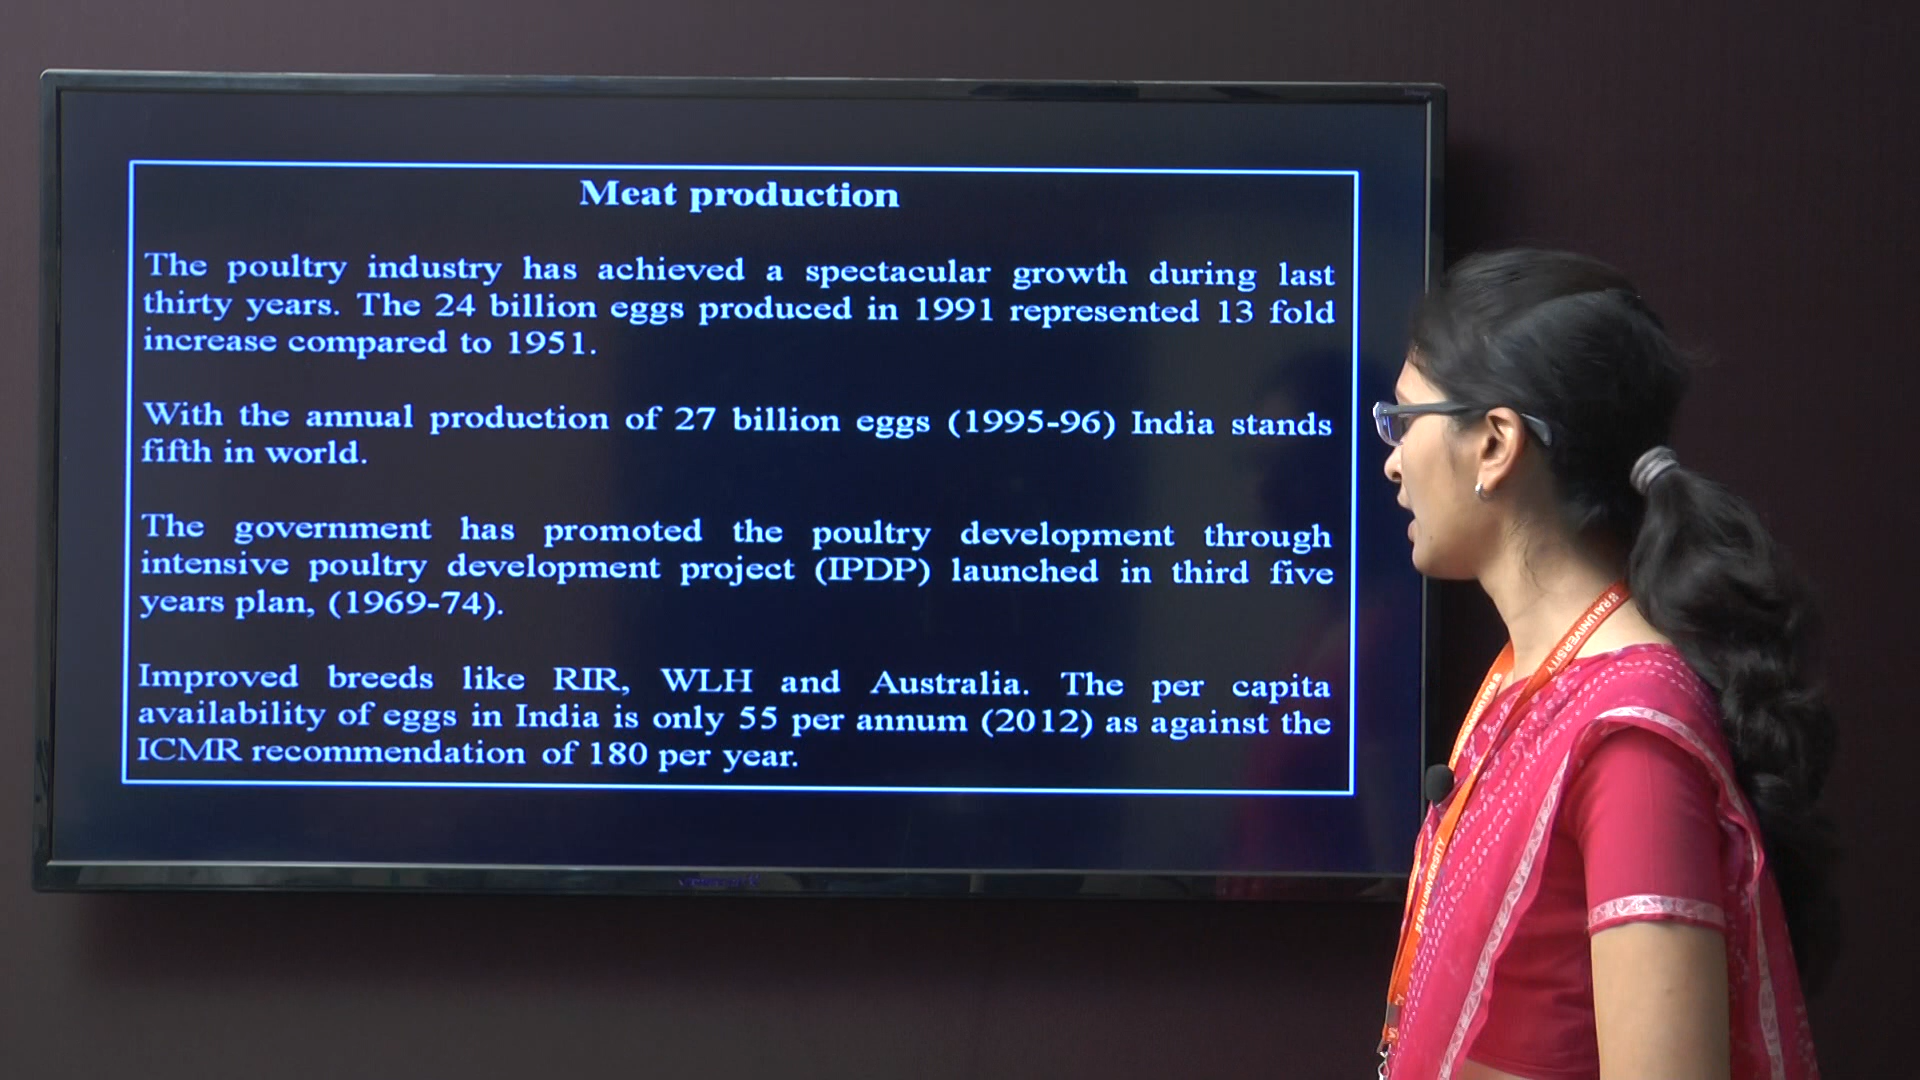 Meat production
The poultry industry has achieved a spectacular growth during last
thirty years. The 24 billion eggs produced in 1991 represented 13 fold
increase compared to 1951.
With the annual production of 27 billion eggs (1995-96) India stands
fifth in world.
The government has promoted the poultry development through
intensive poultry development project (IPDP) launched in third five
years plan, (1969-74).
Improved breeds like RIR, WLH and Australia. The per capita
availability of eggs in India is only 55 per annum (2012) as against the
ICMR recommendation of 180 per year.
RAI UNIVERSITY
RAI UNIVERSITY